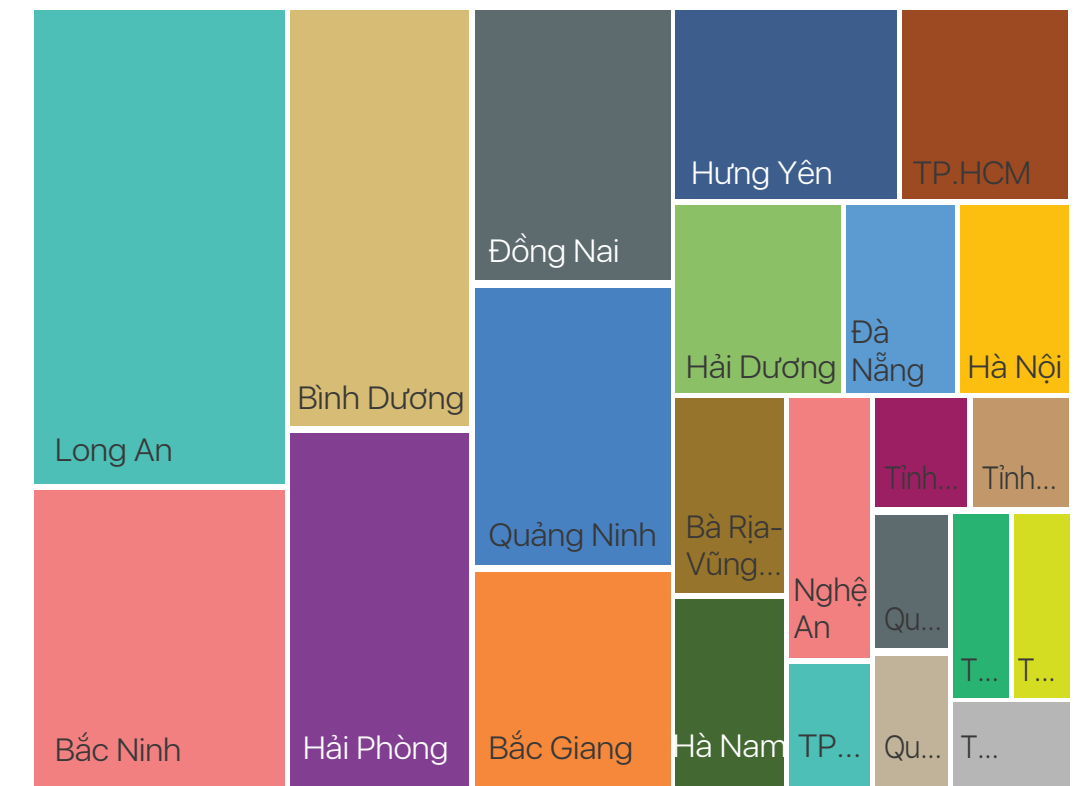 Long An
Bắc Ninh
Bình Dương
Hải Phòng
Đồng Nai
Quảng Ninh
Bắc Giang
Hưng Yên
TP.HCM
Hải Dương
Đà
Nẵng
Hà Nội
Bà Rịa-
Vũng...
Hà Nam
Nghệ
An
TP...
Tỉnh...
Tỉnh...
Qu...
Qu...
T...
T...
T...